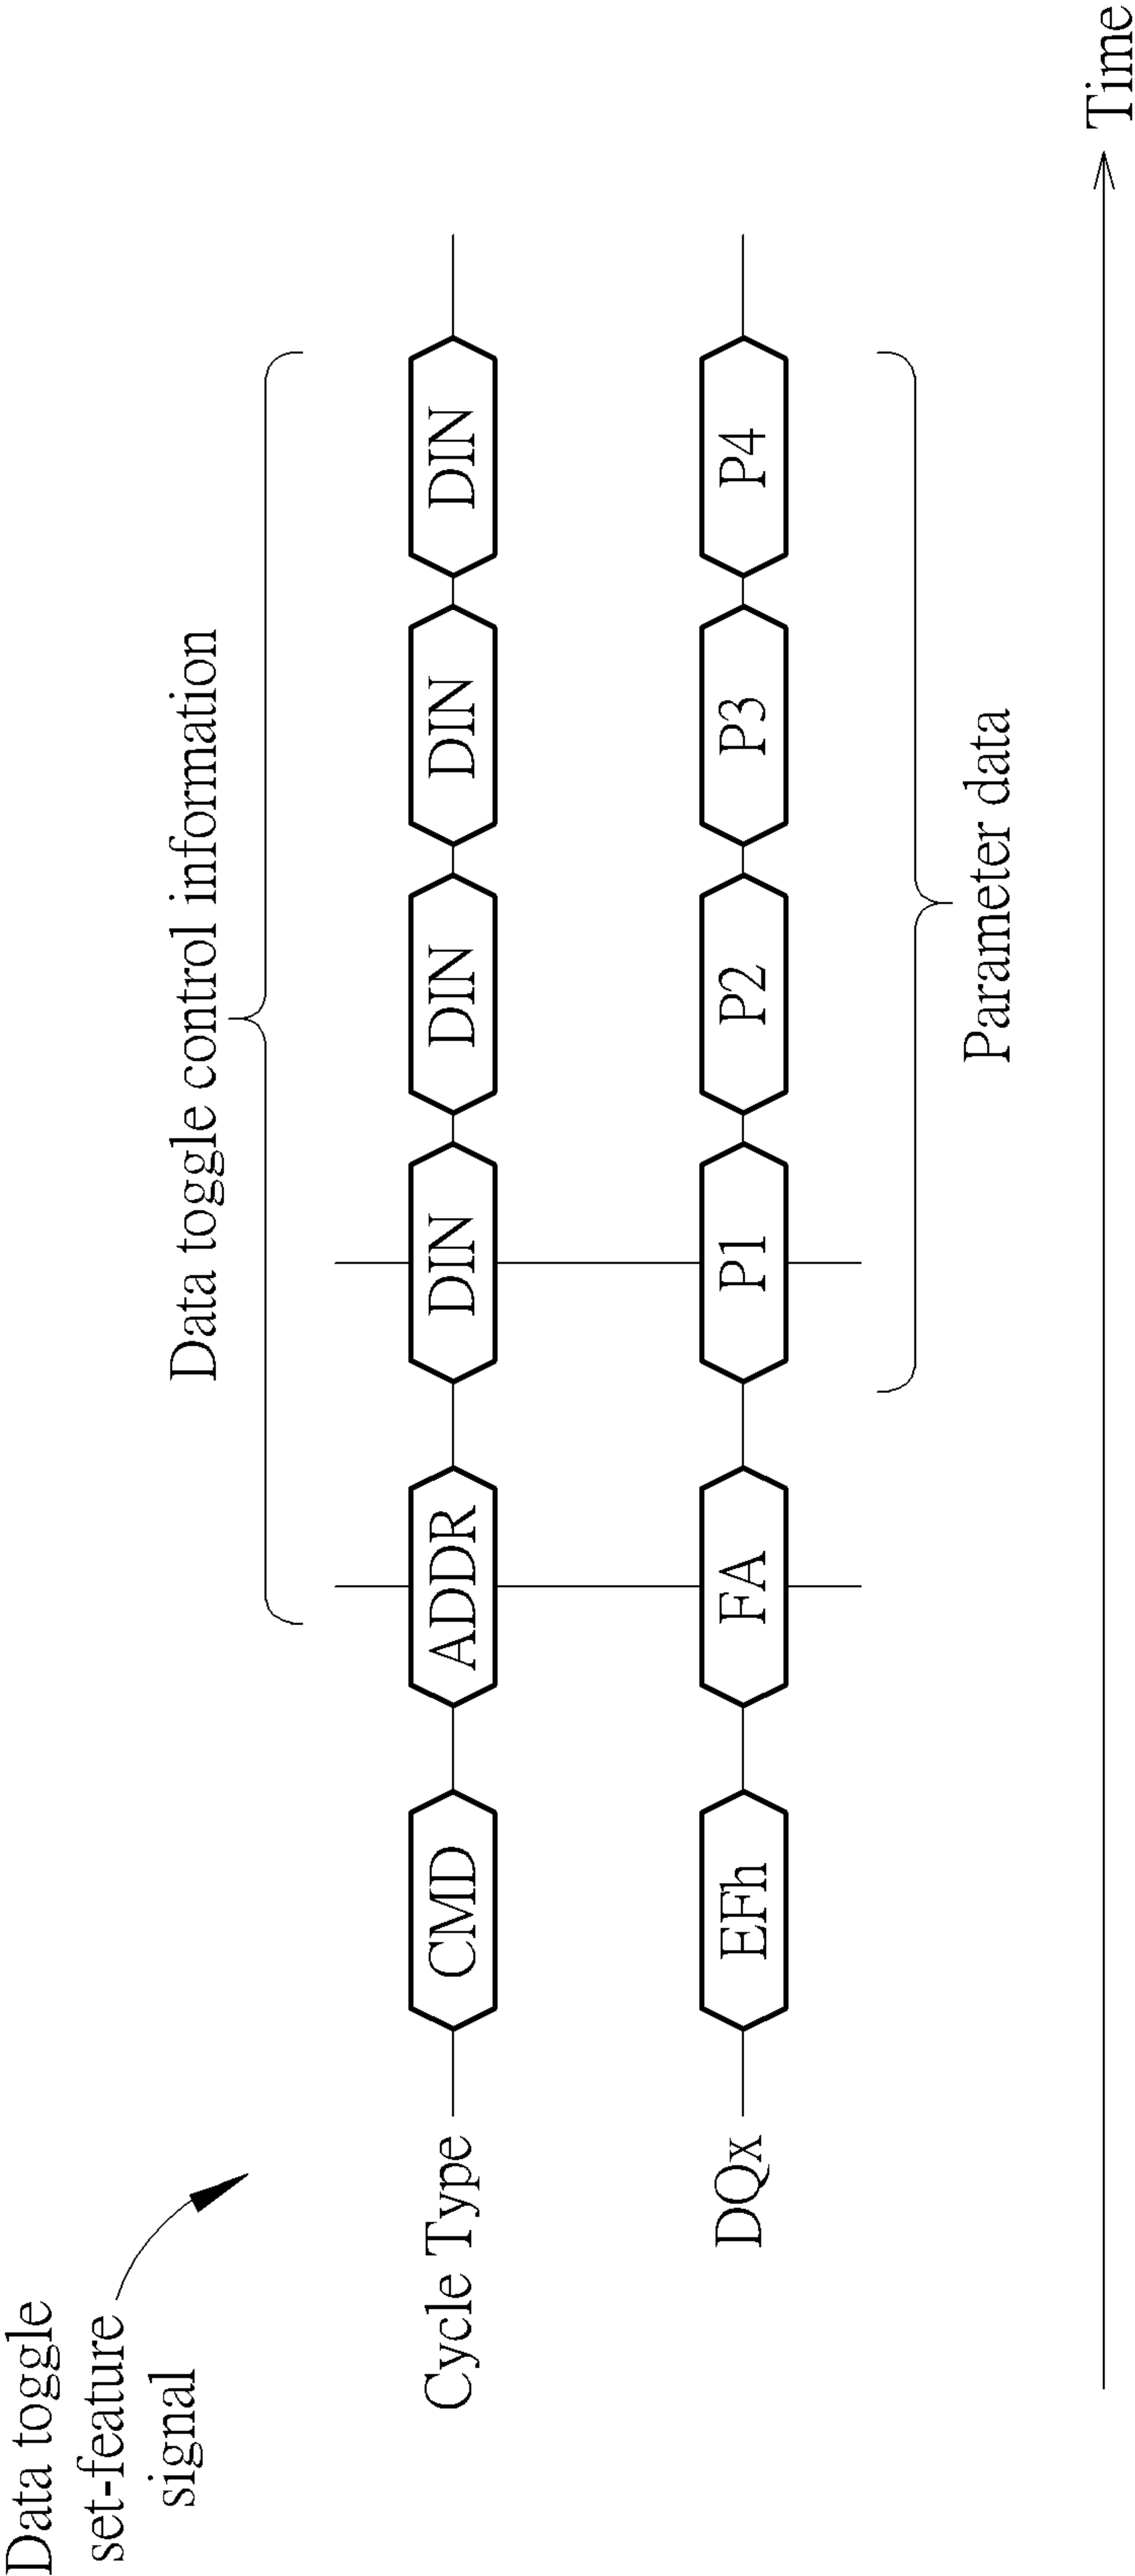 Data toggle
set-feature
signal
Data toggle control information
Cycle Type CMD ADDR DIN DIN DIN DIN
DQx EFh FA P1 P2 P3 P4
Parameter data
Time